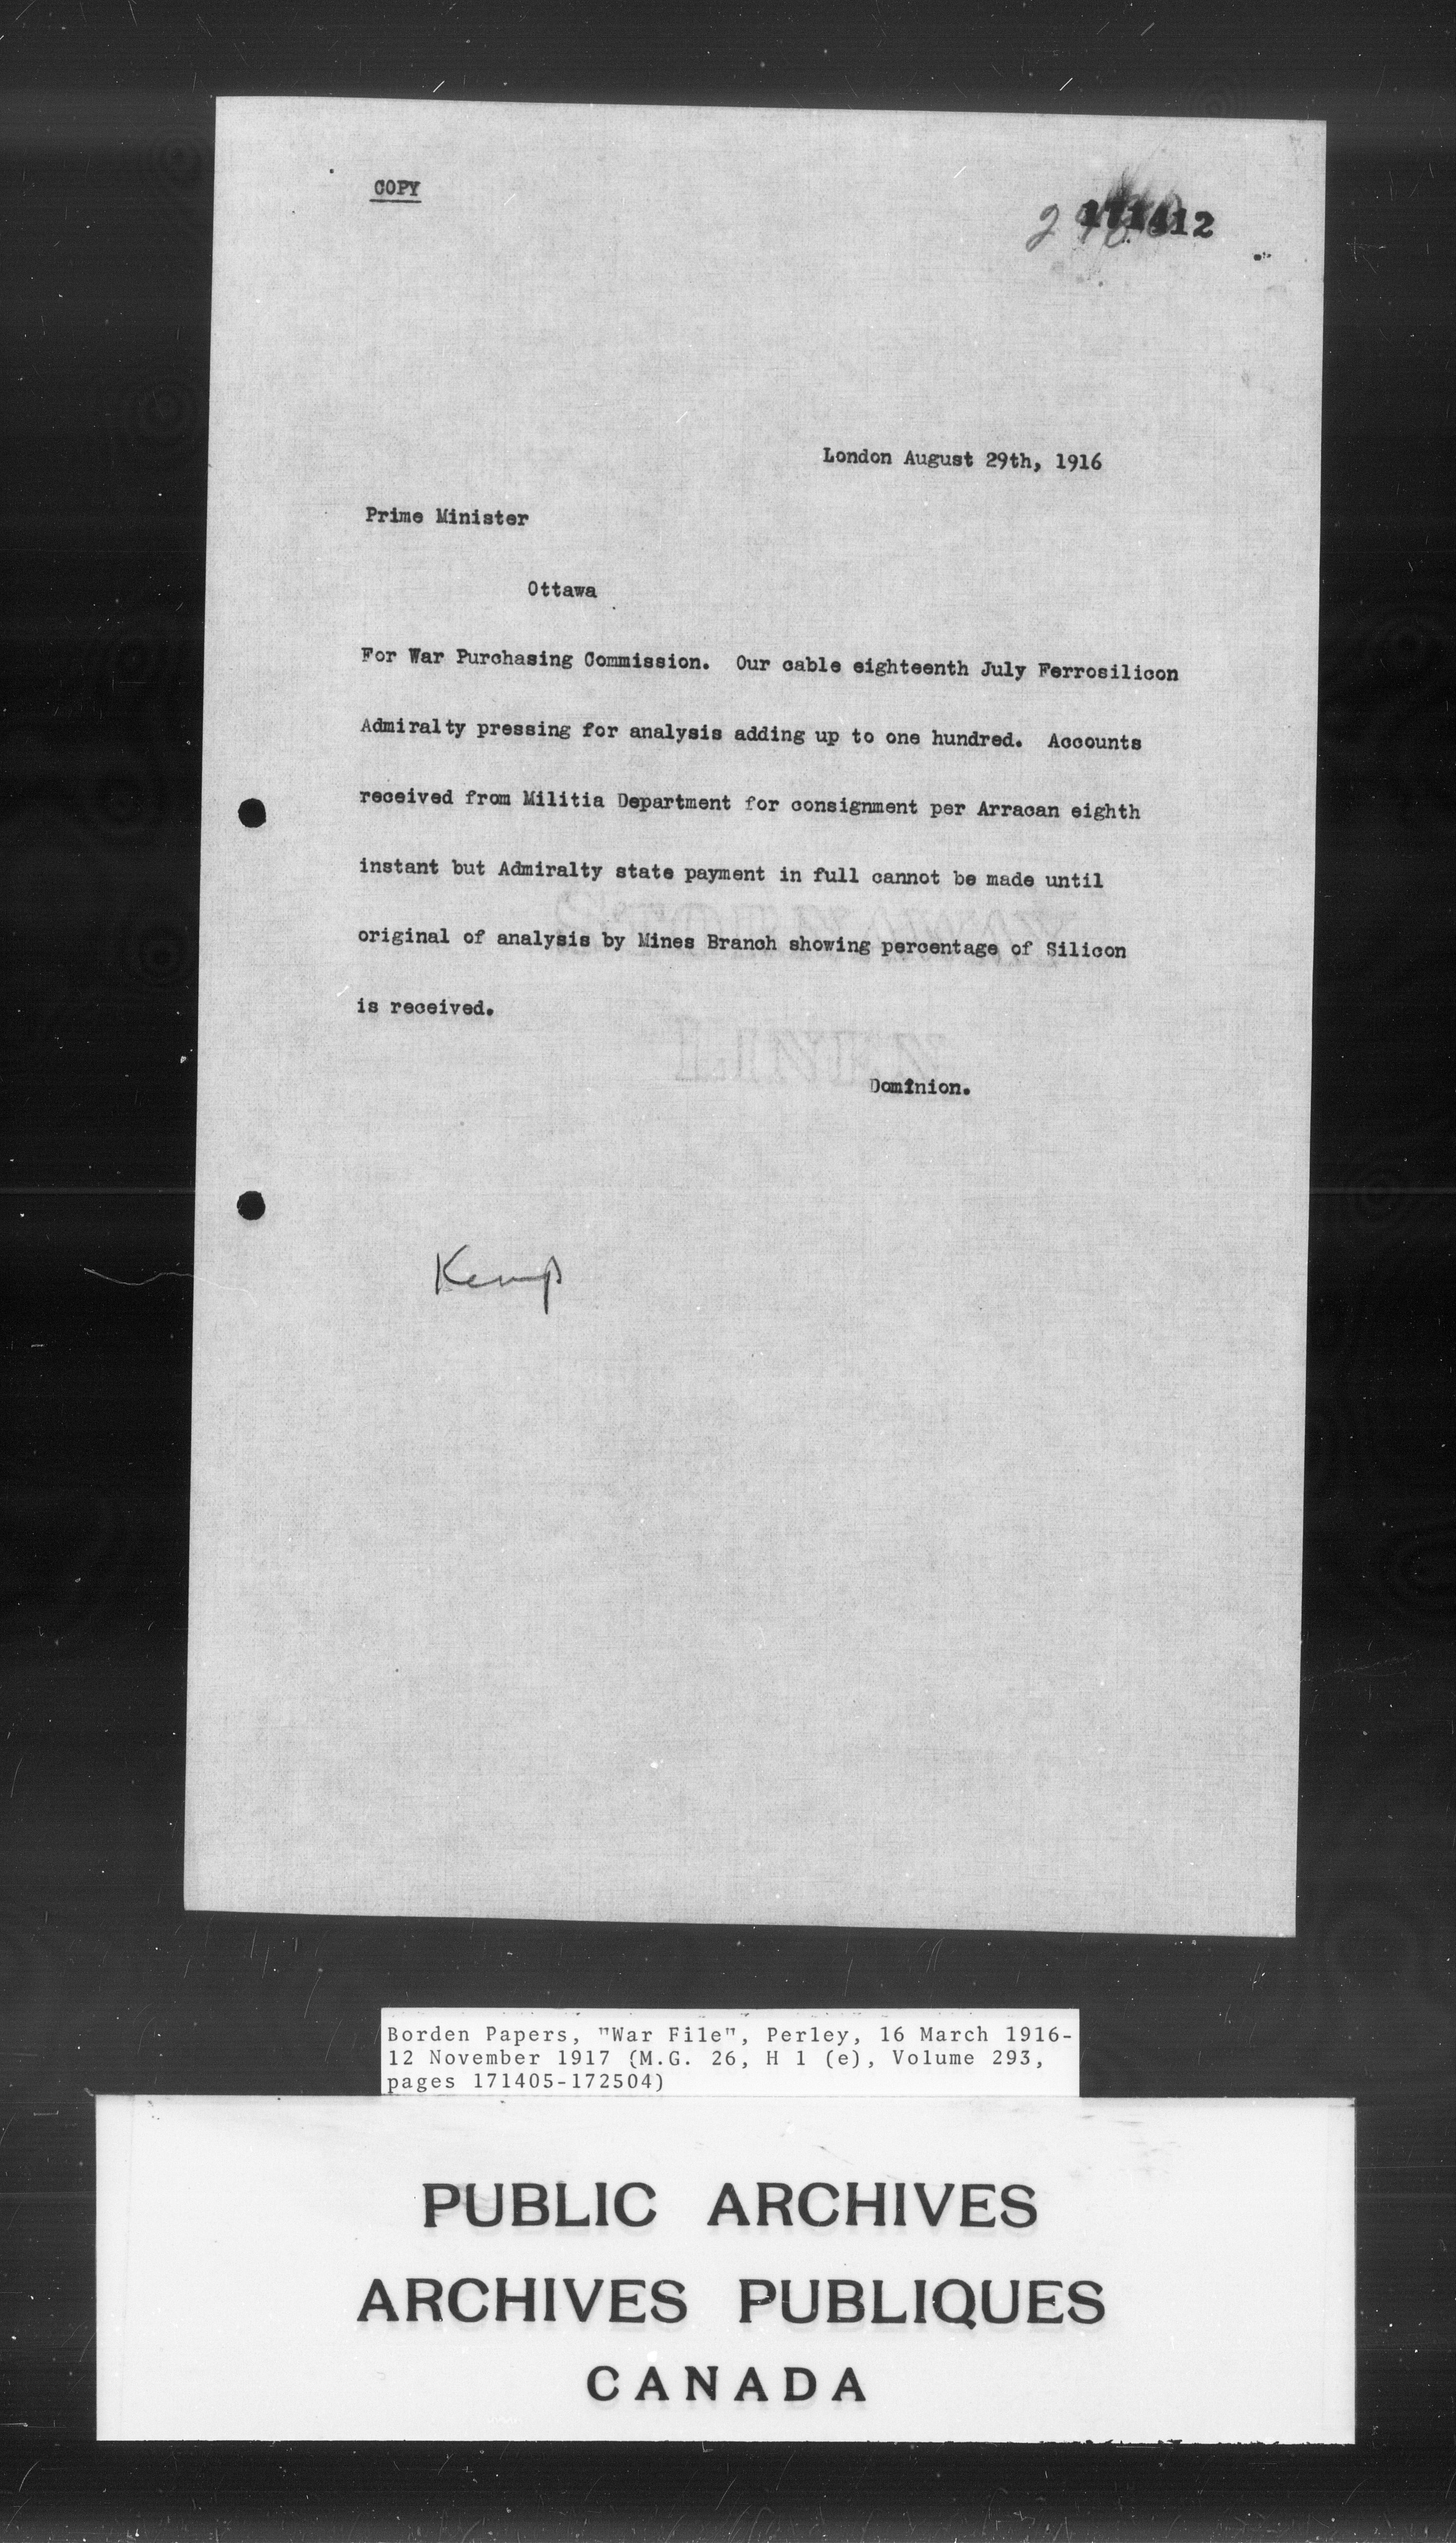 COPY
171412
London August 29th, 1916
Prime Minister
Ottawa
For War Purchasing Commission. Our cable eighteenth July Ferrosilicon
Admiralty pressing for analysis adding up to one hundred. Accounts
received from Militia Department for consignment per Arracan eighth
instant but Admiralty state payment in full cannot be made until
original of analysis by Mines Branch showing percentage of Silicon
is received.
LINEN
Dominion.
Kemp
Borden Papers, "War File", Perley, 16 March 1916-
12 November 1917 (M.G. 26, H 1 (e), Volume 293,
pages 171405-172504)
PUBLIC ARCHIVES
ARCHIVES PUBLIQUES
CANADA